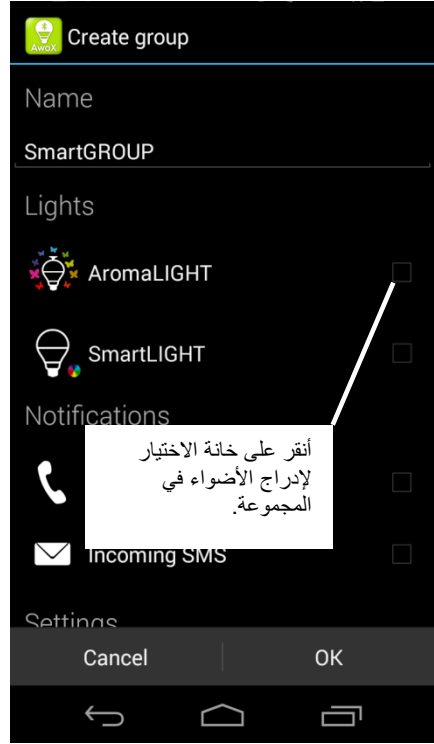 AwoX
Create group
Name
SmartGROUP
Lights
AromaLIGHT
SmartLIGHT
Notifications
أنقر على خانة الاختيار
لإدراج الأضواء في
المجموعة.
Incoming SMS
Settings
Cancel
OK